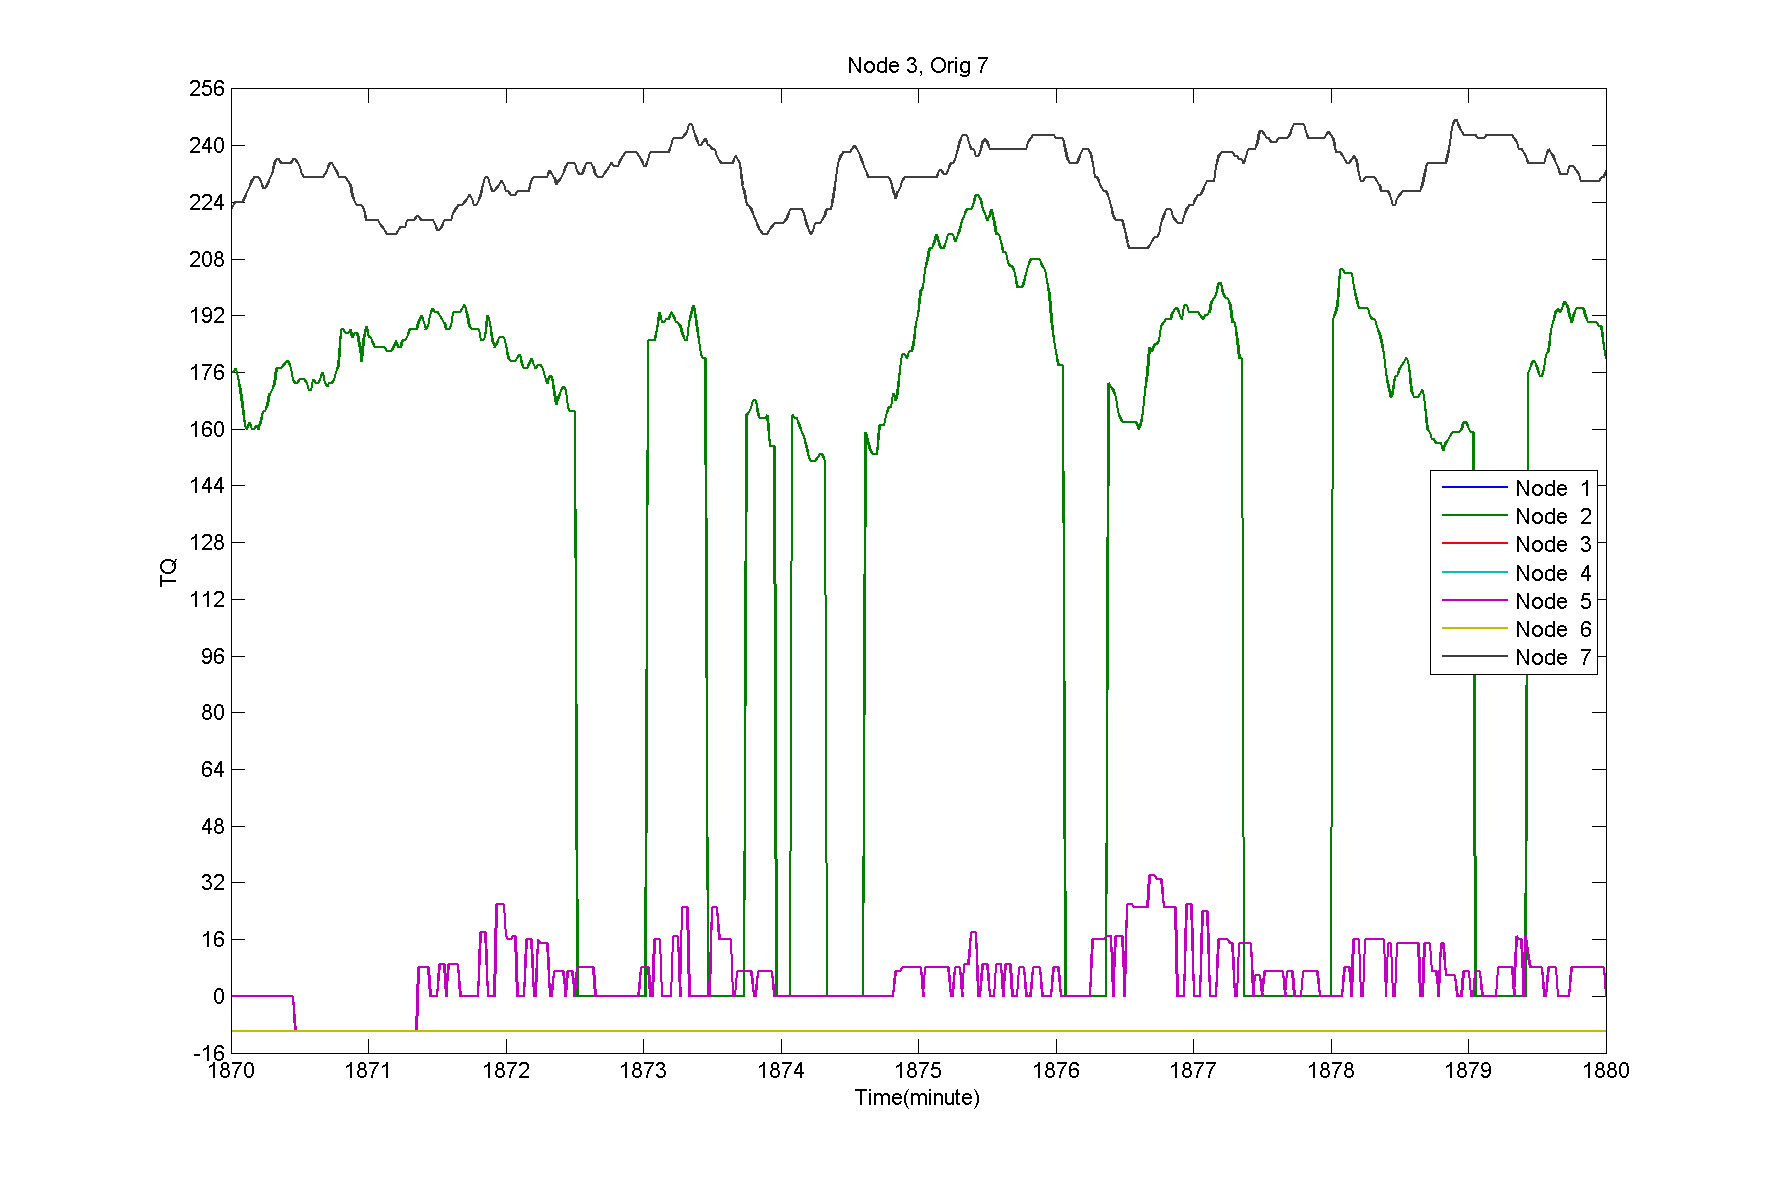 Node 3, Orig 7
256
240
224
208
192
176
160
144
128
112
96
80
64
48
32
16
0
-16
TQ
Node 1
Node 2
Node 3
Node 4
Node 5
Node 6
Node 7
1870 1871 1872 1873 1874 1875 1876 1877 1878 1879 1880
Time(minute)